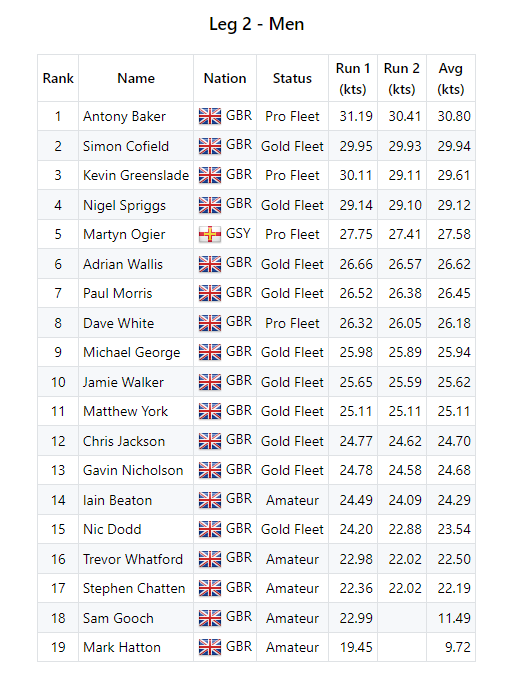 Leg 2 - Men
Rank Name Nation Status Run 1 (kts) Run 2 (kts) Avg (kts)
1 Antony Baker GBR Pro Fleet 31.19 30.41 30.80
2 Simon Cofield GBR Gold Fleet 29.95 29.93 29.94
3 Kevin Greenslade GBR Pro Fleet 30.11 29.11 29.61
4 Nigel Spriggs GBR Gold Fleet 29.14 29.10 29.12
5 Martyn Ogier GSY Pro Fleet 27.75 27.41 27.58
6 Adrian Wallis GBR Gold Fleet 26.66 26.57 26.62
7 Paul Morris GBR Gold Fleet 26.52 26.38 26.45
8 Dave White GBR Pro Fleet 26.32 26.05 26.18
9 Michael George GBR Gold Fleet 25.98 25.89 25.94
10 Jamie Walker GBR Gold Fleet 25.65 25.59 25.62
11 Matthew York GBR Gold Fleet 25.11 25.11 25.11
12 Chris Jackson GBR Gold Fleet 24.77 24.62 24.70
13 Gavin Nicholson GBR Gold Fleet 24.78 24.58 24.68
14 Iain Beaton GBR Amateur 24.49 24.09 24.29
15 Nic Dodd GBR Gold Fleet 24.20 22.88 23.54
16 Trevor Whatford GBR Amateur 22.98 22.02 22.50
17 Stephen Chatten GBR Amateur 22.36 22.02 22.19
18 Sam Gooch GBR Amateur 22.99 11.49
19 Mark Hatton GBR Amateur 19.45 9.72